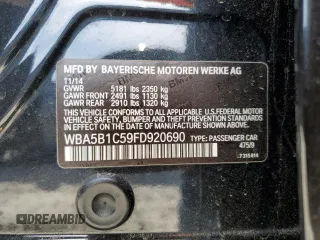 MFD BY BAYERISCHE MOTOREN WERKE AG
11/14
GVWR 5181 lbs 2350 kg
GAWR FRONT 2491 lbs 1130 kg
GAWR REAR 2910 lbs 1320 kg
THIS VEHICLE CONFORMS TO ALL APPLICABLE
FEDERAL MOTOR VEHICLE SAFETY, BUMPER,
AND THEFT PREVENTION STANDARDS IN EFFECT
ON THE DATE OF MANUFACTURE SHOWN ABOVE.
WBA5B1C59FD920690 TYPE: PASSENGER CAR
475/9
DREAMBID